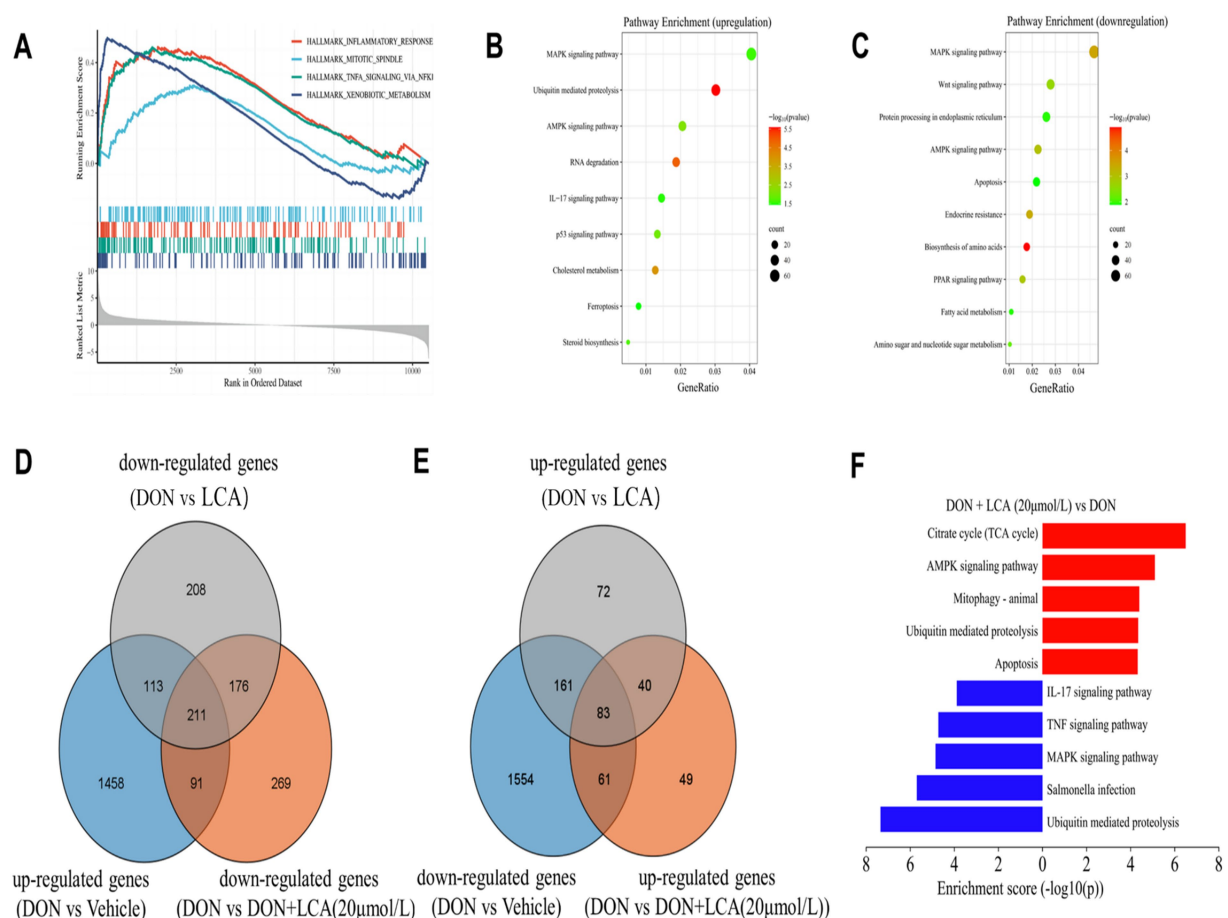 A
HALLMARK_INFLAMMATORY_RESPONSE
HALLMARK_MITOTIC_SPINDLE
HALLMARK_TNFA_SIGNALING_VIA_NFKI
HALLMARK_XENOBIOTIC_METABOLISM
Running Enrichment Score
0.4
0.2
0.0
Ranked List Metric
10
5
0
−5
2500
5000
7500
10000
Rank in Ordered Dataset
B
Pathway Enrichment (upregulation)
MAPK signaling pathway
Ubiquitin mediated proteolysis
AMPK signaling pathway
RNA degradation
IL−17 signaling pathway
p53 signaling pathway
Cholesterol metabolism
Ferroptosis
Steroid biosynthesis
0.01
0.02
0.03
0.04
GeneRatio
−log10(pvalue)
5.5
4.5
3.5
2.5
1.5
count
20
40
60
C
Pathway Enrichment (downregulation)
MAPK signaling pathway
Wnt signaling pathway
Protein processing in endoplasmic reticulum
AMPK signaling pathway
Apoptosis
Endocrine resistance
Biosynthesis of amino acids
PPAR signaling pathway
Fatty acid metabolism
Amino sugar and nucleotide sugar metabolism
0.01
0.02
0.03
0.04
GeneRatio
−log10(pvalue)
4
3
2
count
20
40
60
D
down-regulated genes
(DON vs LCA)
208
113
176
211
1458
91
269
up-regulated genes
(DON vs Vehicle)
down-regulated genes
(DON vs DON+LCA(20μmol/L)
E
up-regulated genes
(DON vs LCA)
72
161
40
83
1554
61
49
down-regulated genes
(DON vs Vehicle)
up-regulated genes
(DON vs DON+LCA(20μmol/L))
F
DON + LCA (20μmol/L) vs DON
Citrate cycle (TCA cycle)
AMPK signaling pathway
Mitophagy - animal
Ubiquitin mediated proteolysis
Apoptosis
IL-17 signaling pathway
TNF signaling pathway
MAPK signaling pathway
Salmonella infection
Ubiquitin mediated proteolysis
8 6 4 2 0 2 4 6 8
Enrichment score (-log10(p))